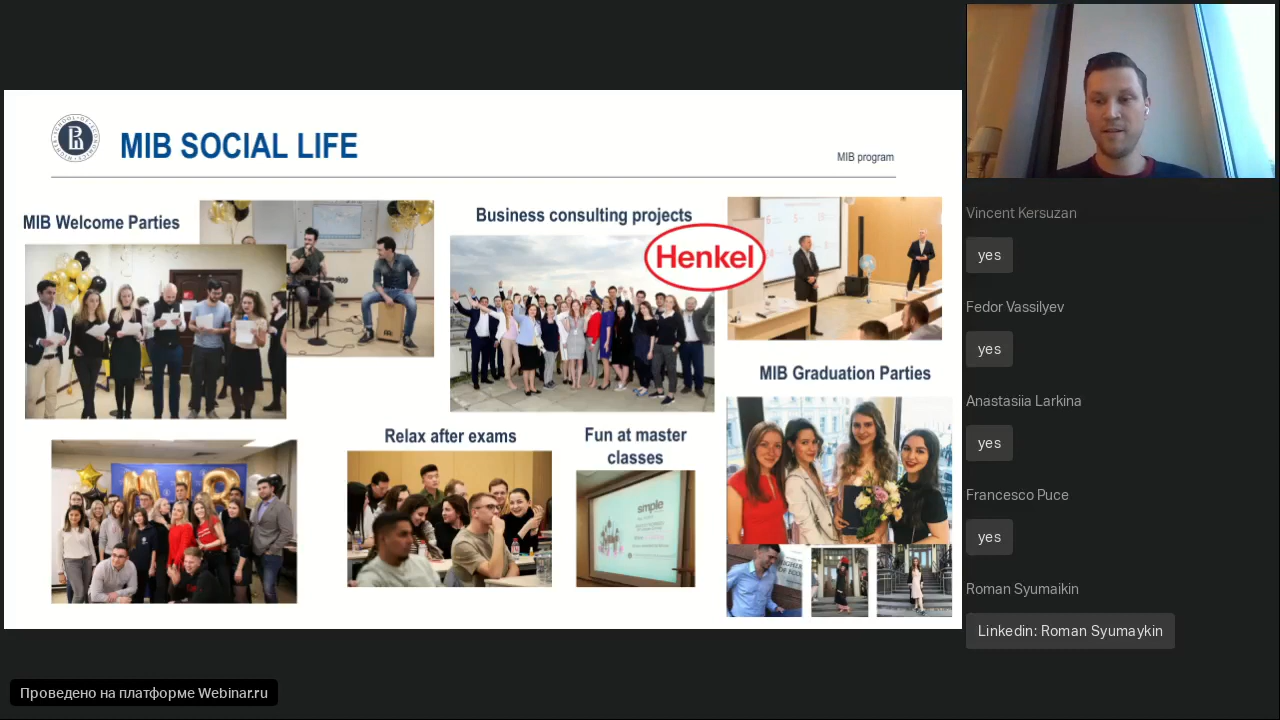 MIB SOCIAL LIFE
MIB program
MIB Welcome Parties
Business consulting projects
Henkel
MIB Graduation Parties
Relax after exams
Fun at master
classes
MIB
smple
Vincent Kersuzan
yes
Fedor Vassilyev
yes
Anastasiia Larkina
yes
Francesco Puce
yes
Roman Syumaikin
Linkedin: Roman Syumaykin
Проведено на платформе Webinar.ru